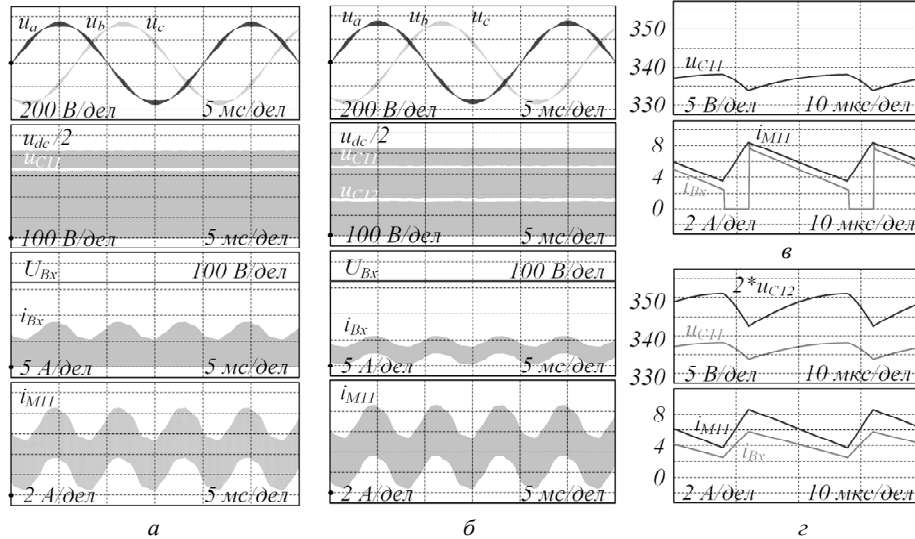 u_a u_b u_c
200 В/дел 5 мс/дел
u_dc/2
u_C11
100 В/дел 5 мс/дел
U_Вх 100 В/дел
i_Вх
5 А/дел 5 мс/дел
i_M11
2 А/дел 5 мс/дел
а
u_a u_b u_c
200 В/дел 5 мс/дел
u_dc/2
u_C11
u_C12
100 В/дел 5 мс/дел
U_Вх 100 В/дел
i_Вх
5 А/дел 5 мс/дел
i_M11
2 А/дел 5 мс/дел
б
350
340
u_C11
330
5 В/дел 10 мкс/дел
8
i_M11
4
i_Вх
0
2 А/дел 10 мкс/дел
в
350
2*u_C12
340
u_C11
330
5 В/дел 10 мкс/дел
8
i_M11
4
i_Вх
0
2 А/дел 10 мкс/дел
г